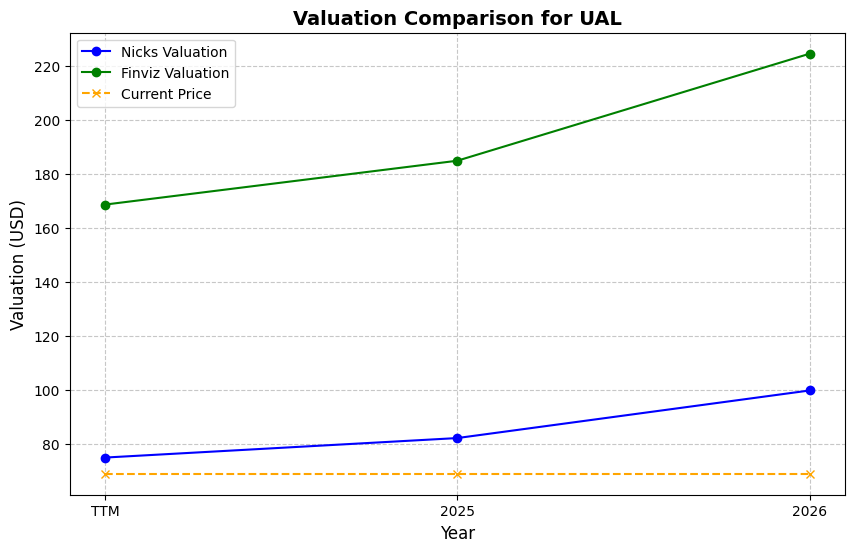 Valuation Comparison for UAL
Nicks Valuation
Finviz Valuation
Current Price
Valuation (USD)
220
200
180
160
140
120
100
80
TTM
2025
2026
Year